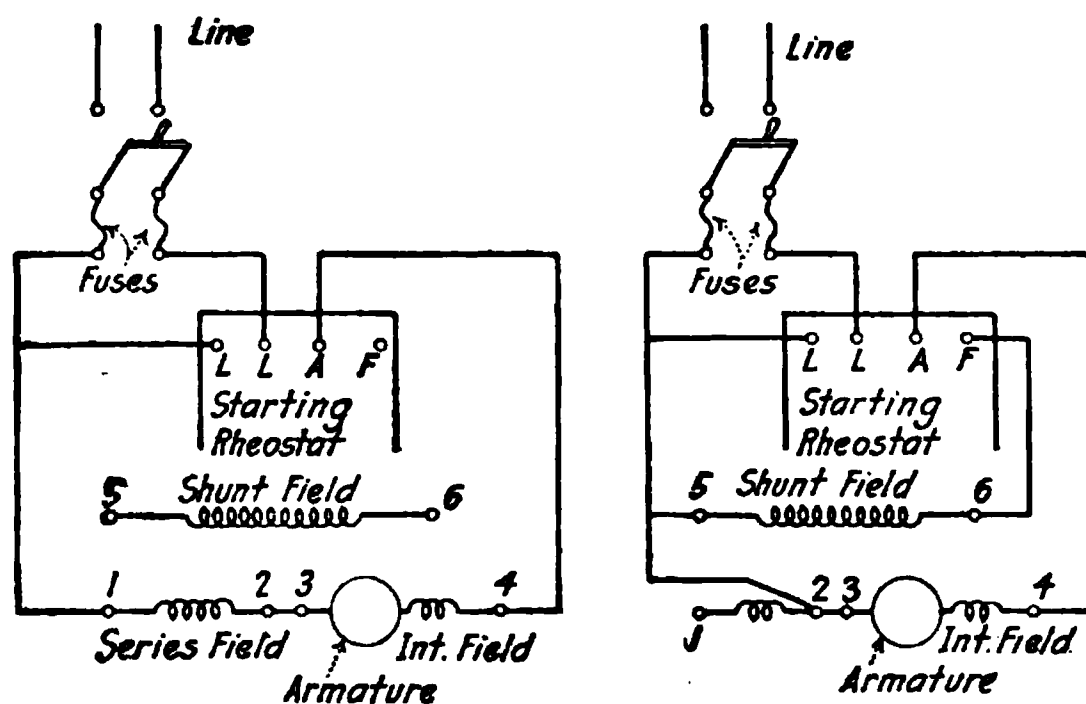 Line
Fuses
L L A F
Starting
Rheostat
5 Shunt Field 6
1 2 3 4
Series Field Int. Field
Armature
Line
Fuses
L L A F
Starting
Rheostat
5 Shunt Field 6
1 2 3 4
Int. Field
Armature